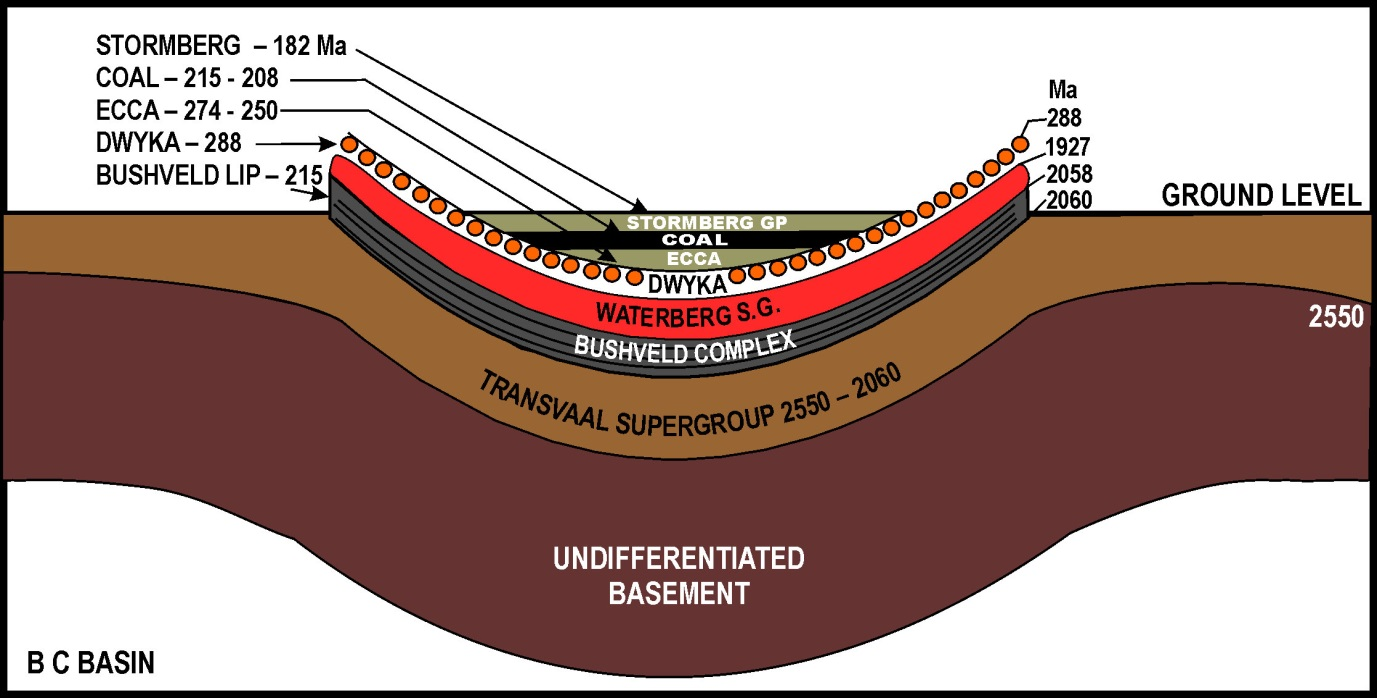 STORMBERG – 182 Ma
COAL – 215 - 208
ECCA – 274 - 250
DWYKA – 288
BUSHVELD LIP – 215
Ma
288
1927
2058
2060
GROUND LEVEL
STORMBERG GP
COAL
ECCA
DWYKA
WATERBERG S.G.
BUSHVELD COMPLEX
2550
TRANSVAAL SUPERGROUP 2550 – 2060
UNDIFFERENTIATED
BASEMENT
B C BASIN